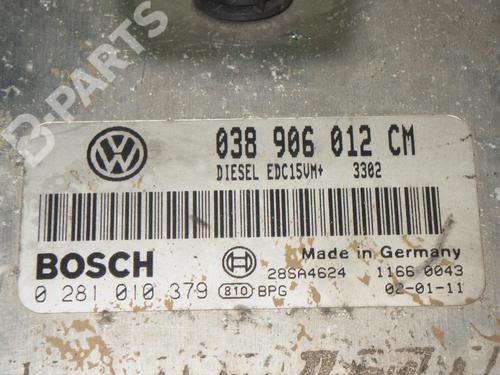 B-PARTS
038 906 012 CM
DIESEL EDC15VM+ 3302
BOSCH
Made in Germany
28SA4624 1166 0043
0 281 010 379 810 BPG 02-01-11